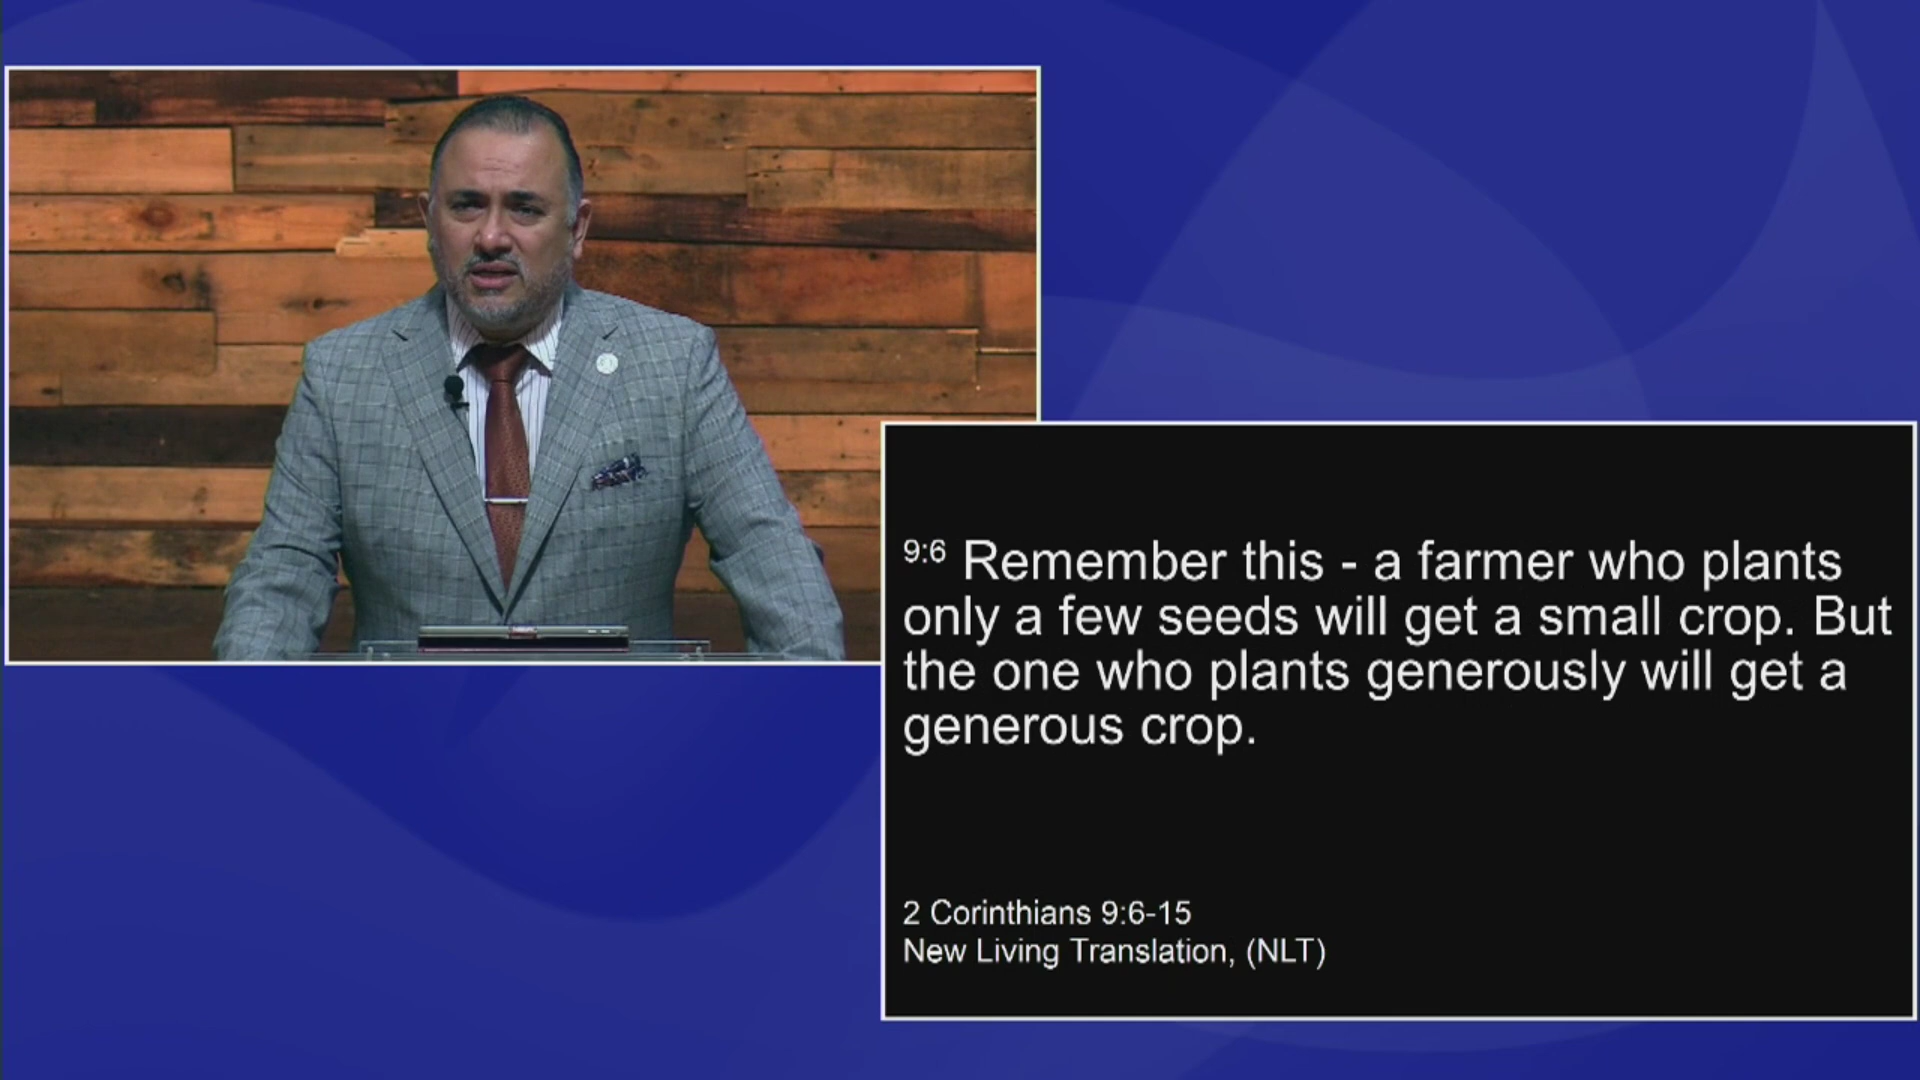 9:6 Remember this - a farmer who plants
only a few seeds will get a small crop. But
the one who plants generously will get a
generous crop.
2 Corinthians 9:6-15
New Living Translation, (NLT)